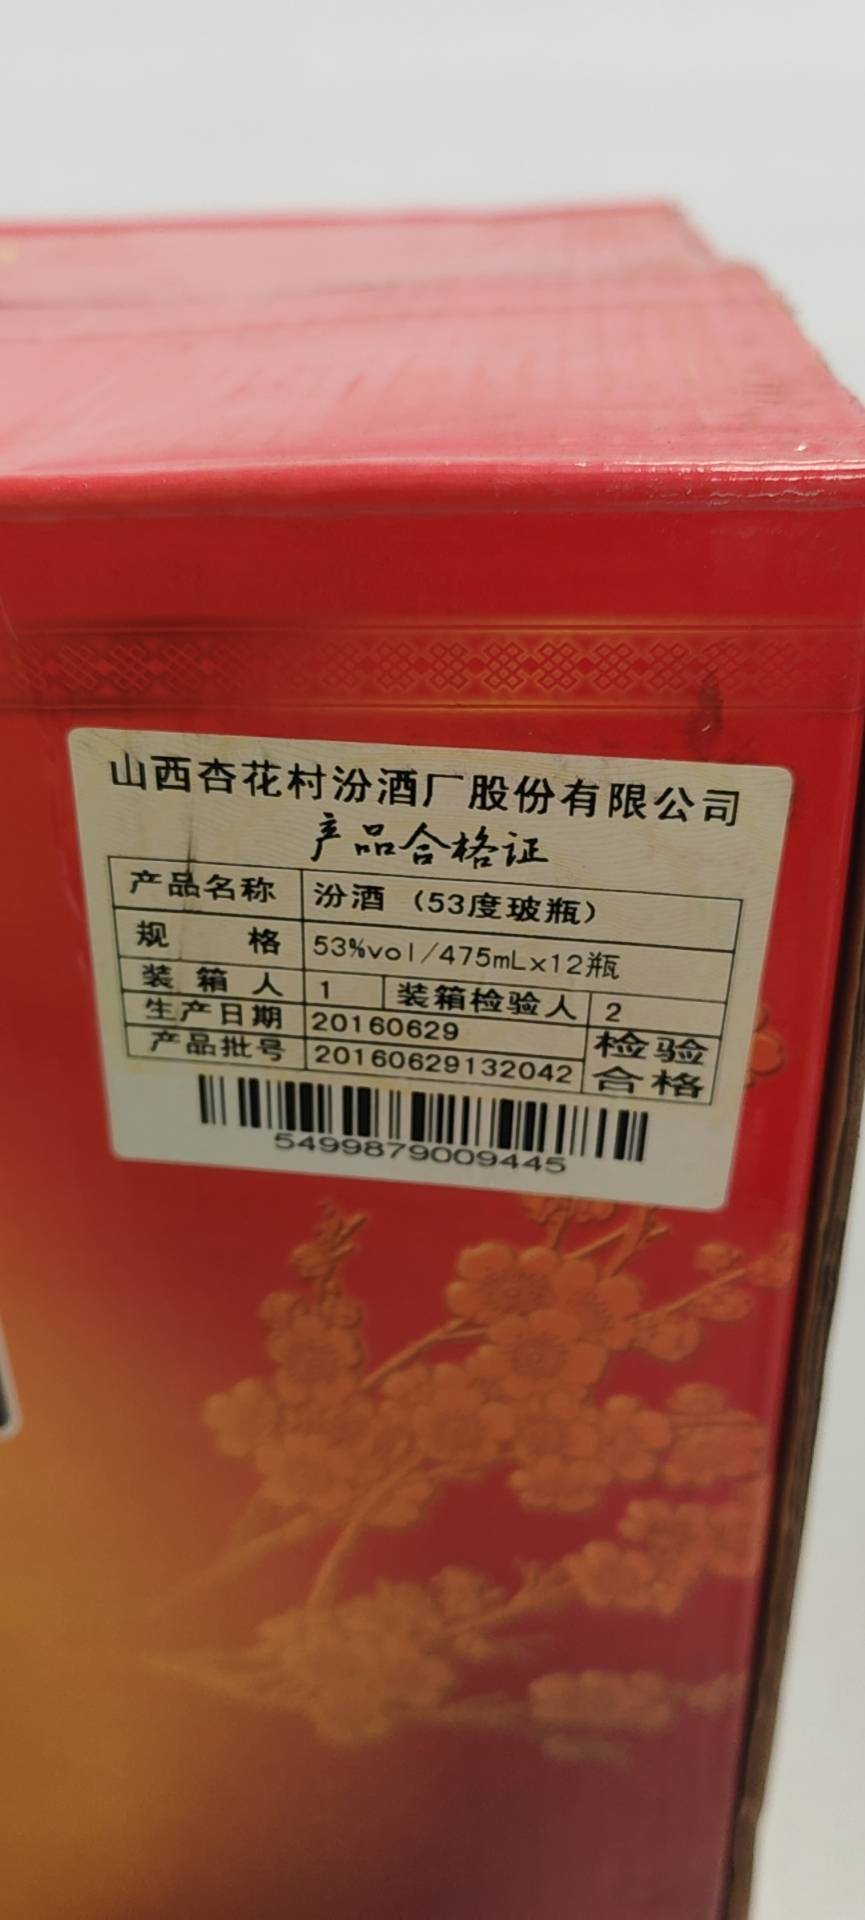 山西杏花村汾酒厂股份有限公司
产品合格证
产品名称 汾酒（53度玻瓶）
规 格 53%vol/475mL×12瓶
装箱人 1 装箱检验人 2
生产日期 20160629 检验
产品批号 20160629132042 合格
5499879009445